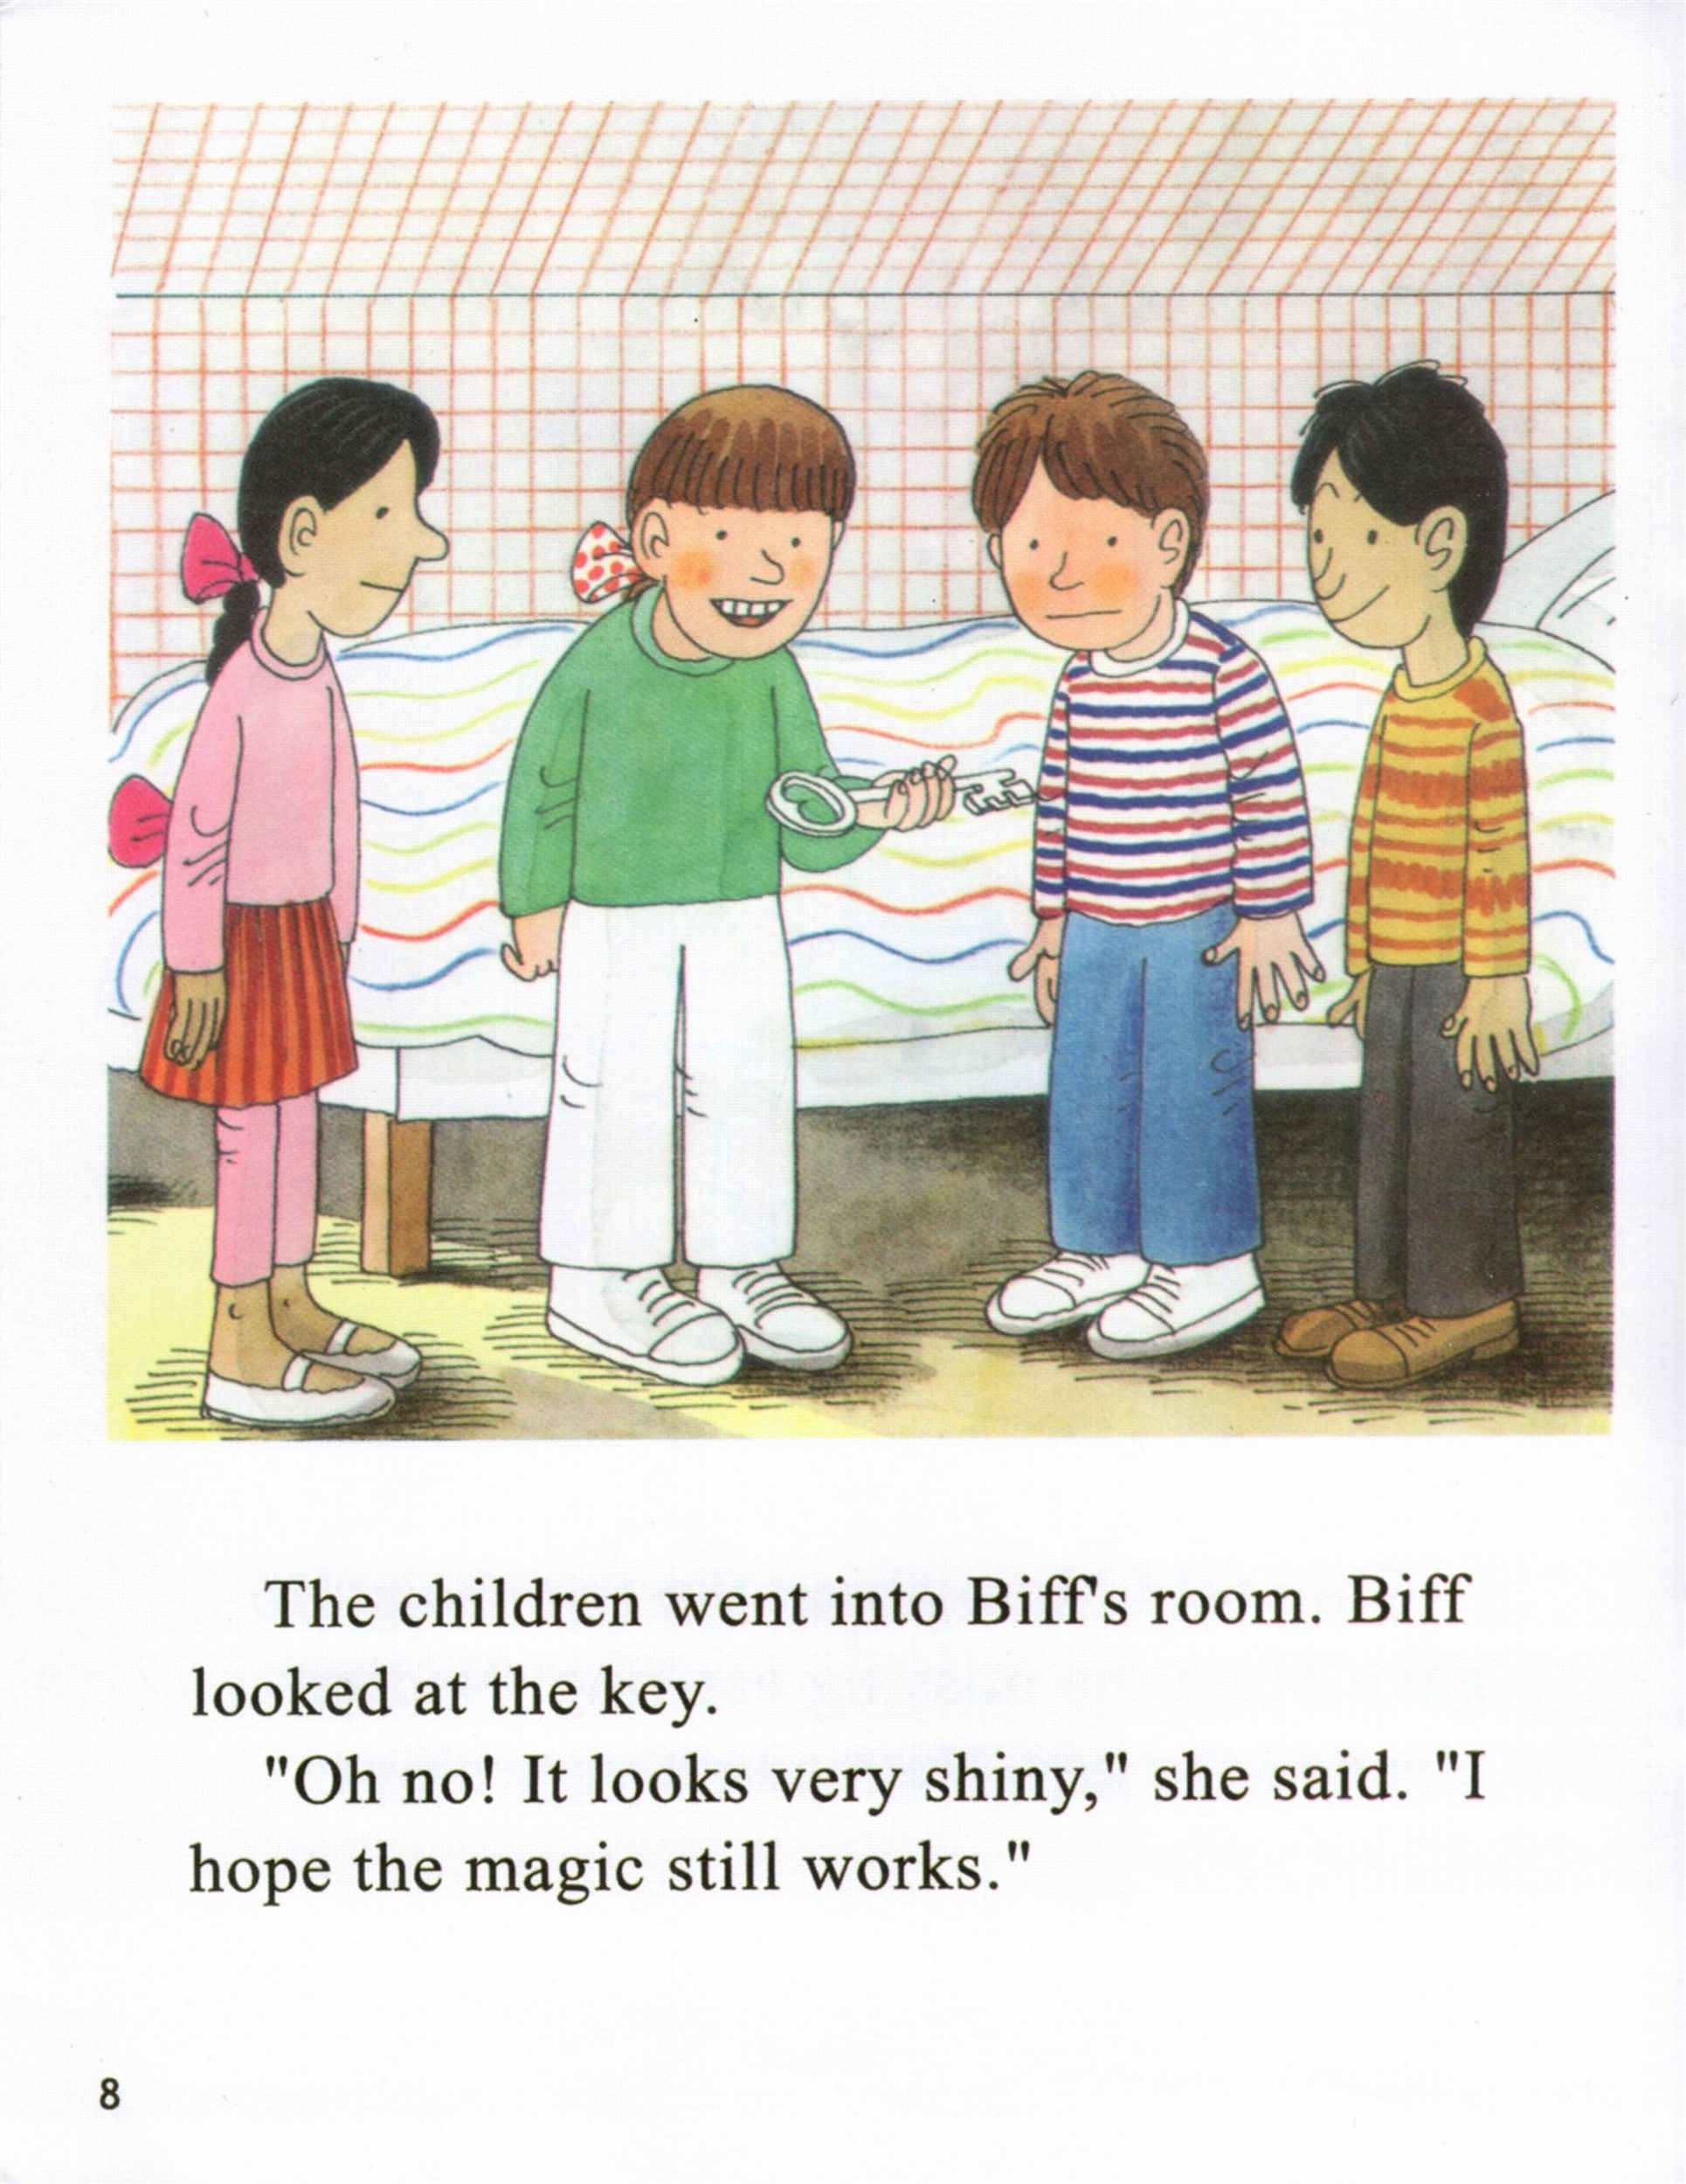 The children went into Biff's room. Biff
looked at the key.
"Oh no! It looks very shiny," she said. "I
hope the magic still works."
8